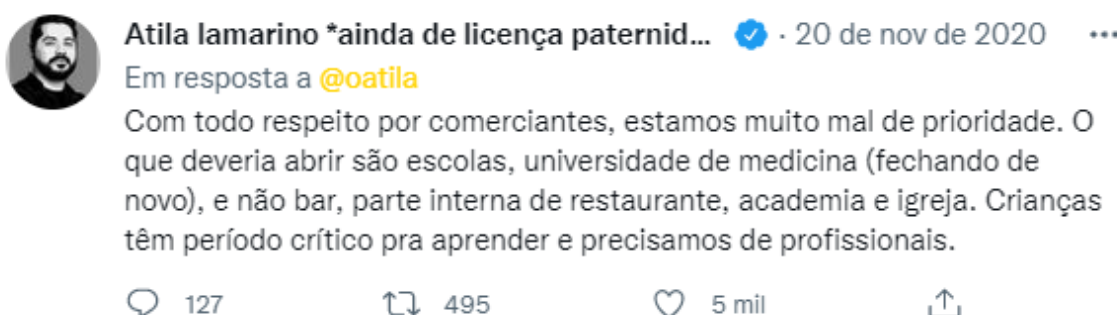 Atila Iamarino *ainda de licença paternid... · 20 de nov de 2020 ...
Em resposta a @oatila
Com todo respeito por comerciantes, estamos muito mal de prioridade. O
que deveria abrir são escolas, universidade de medicina (fechando de
novo), e não bar, parte interna de restaurante, academia e igreja. Crianças
têm período crítico pra aprender e precisamos de profissionais.
127 495 5 mil